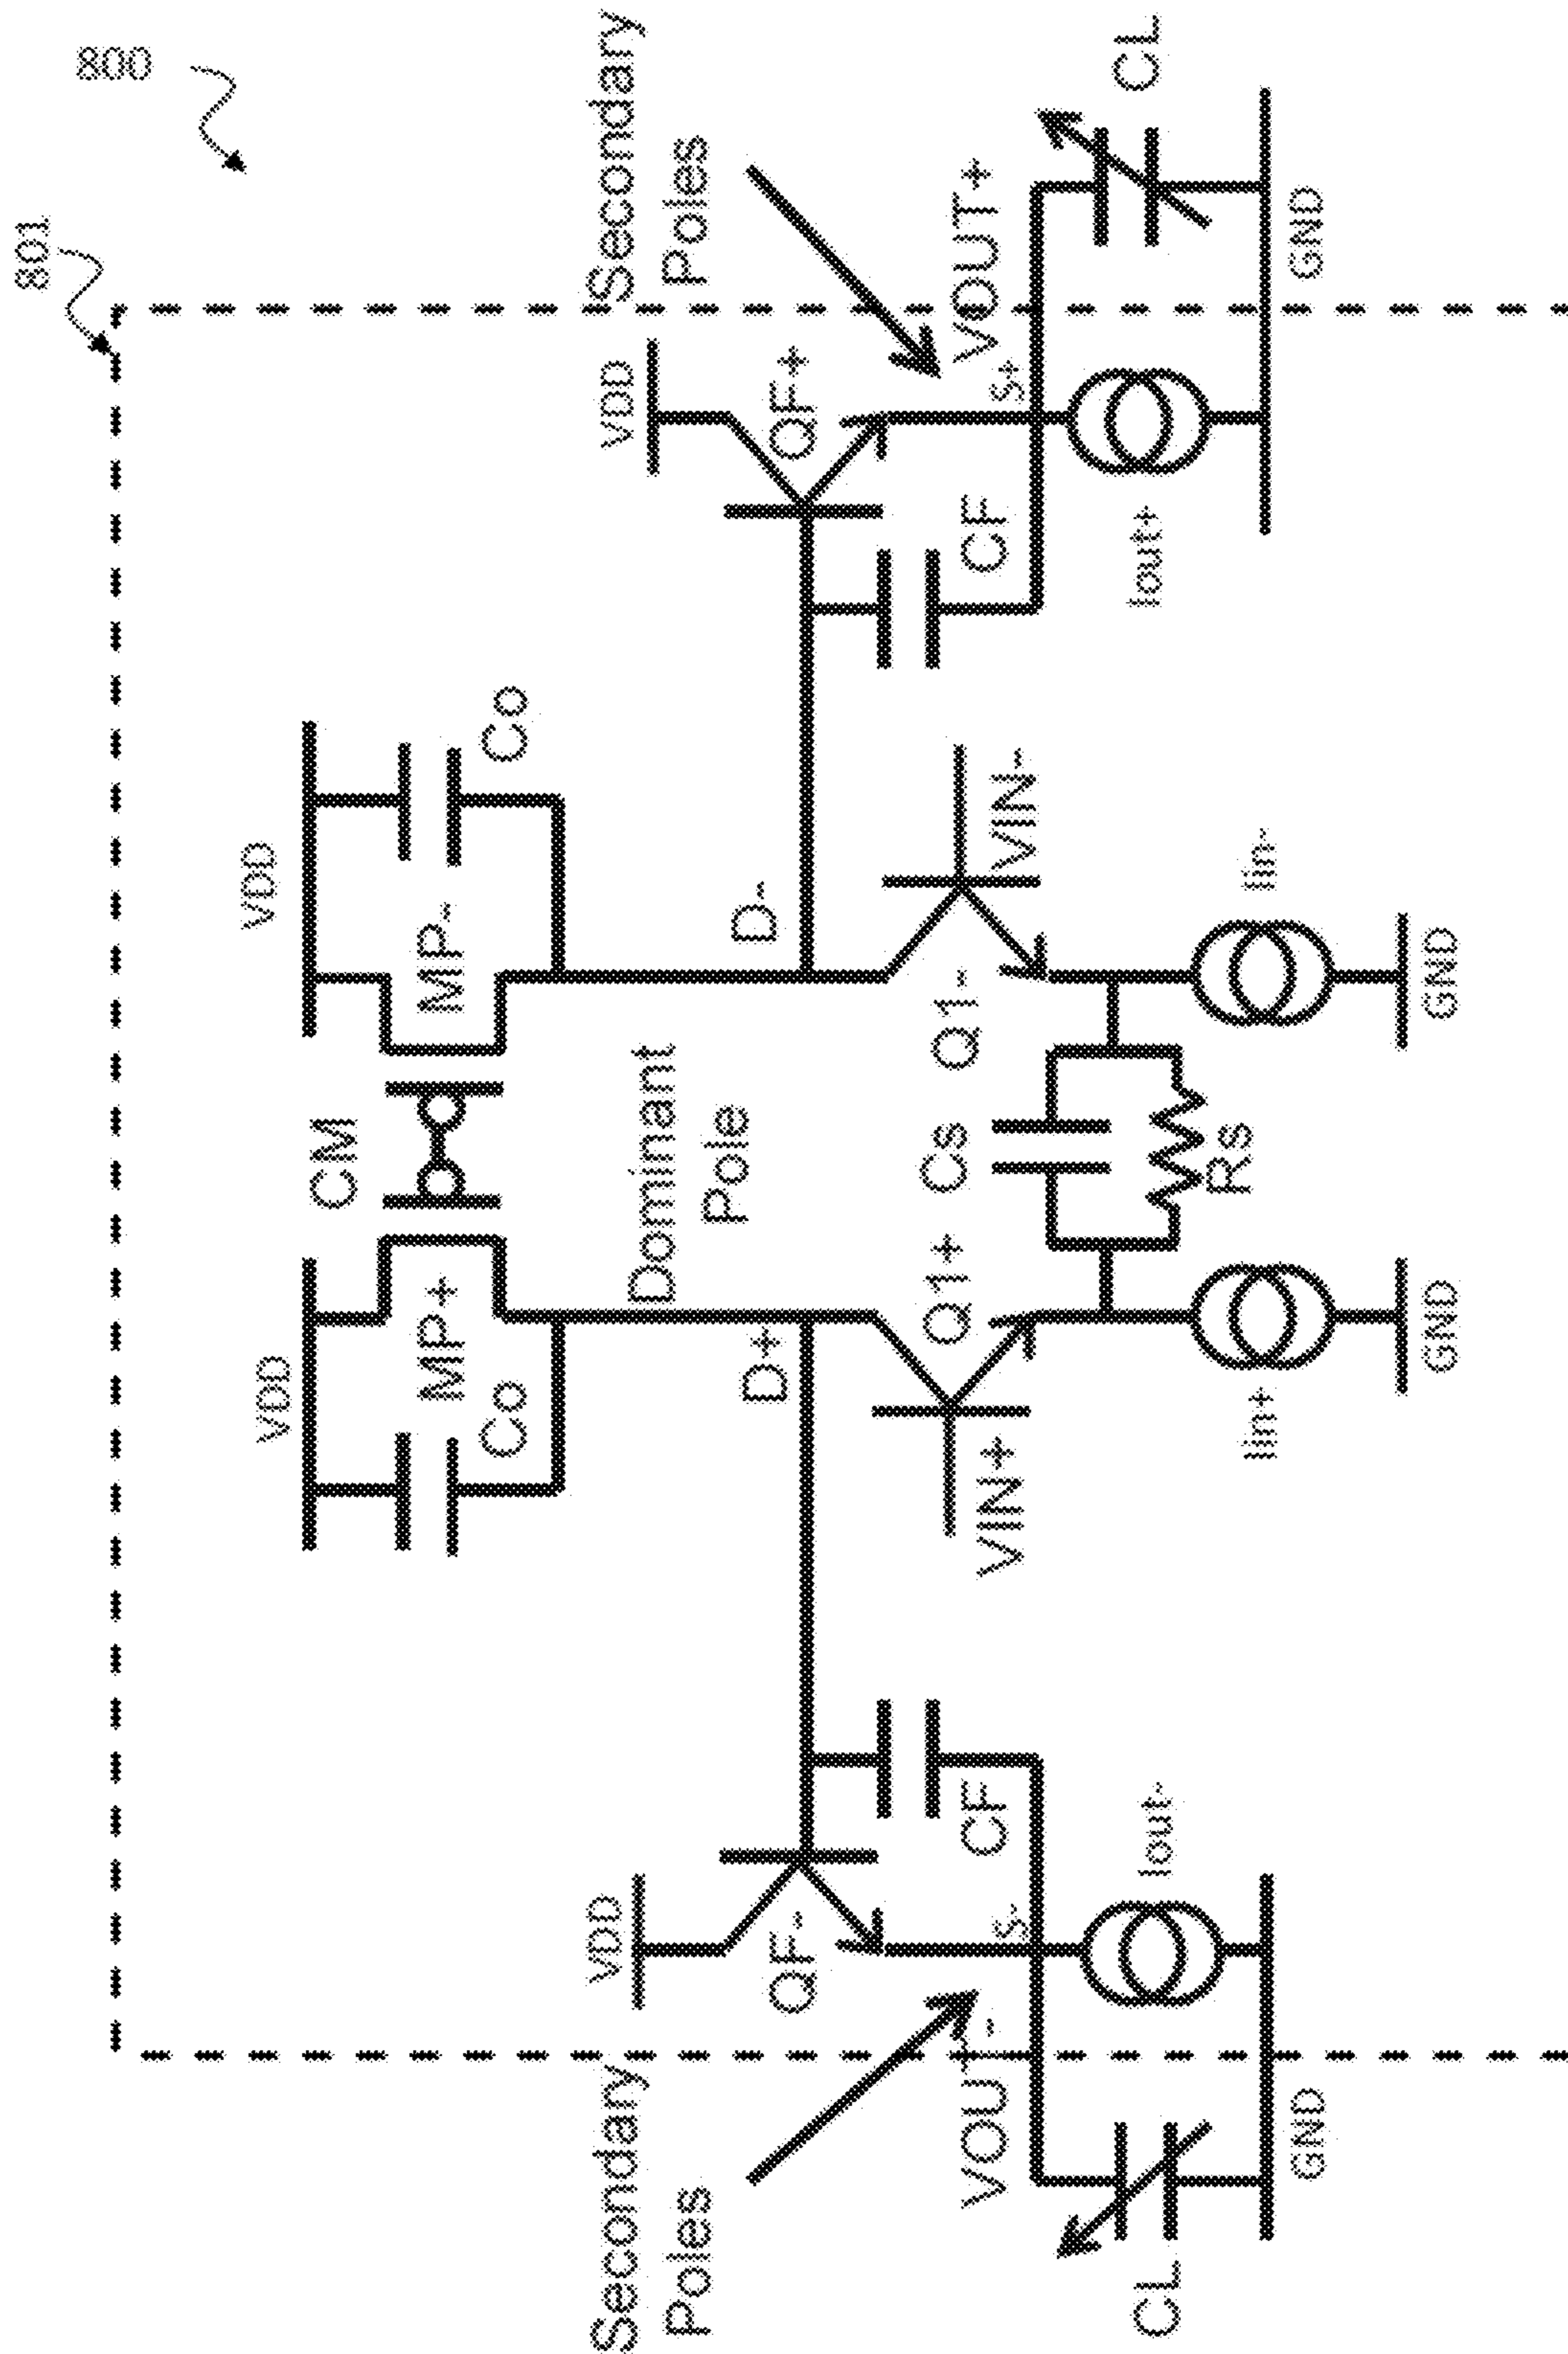 800
801
VDD
VDD
CM
MP+
MP-
Co
Co
Dominant
Pole
D+
D-
VDD
VDD
QF-
QF+
Secondary
Poles
Secondary
Poles
CF
CF
S-
S+
VOUT-
VOUT+
VIN+
VIN-
Q1+
Q1-
Cs
Rs
CL
CL
Iout-
Iout+
Iin+
Iin-
GND
GND
GND
GND